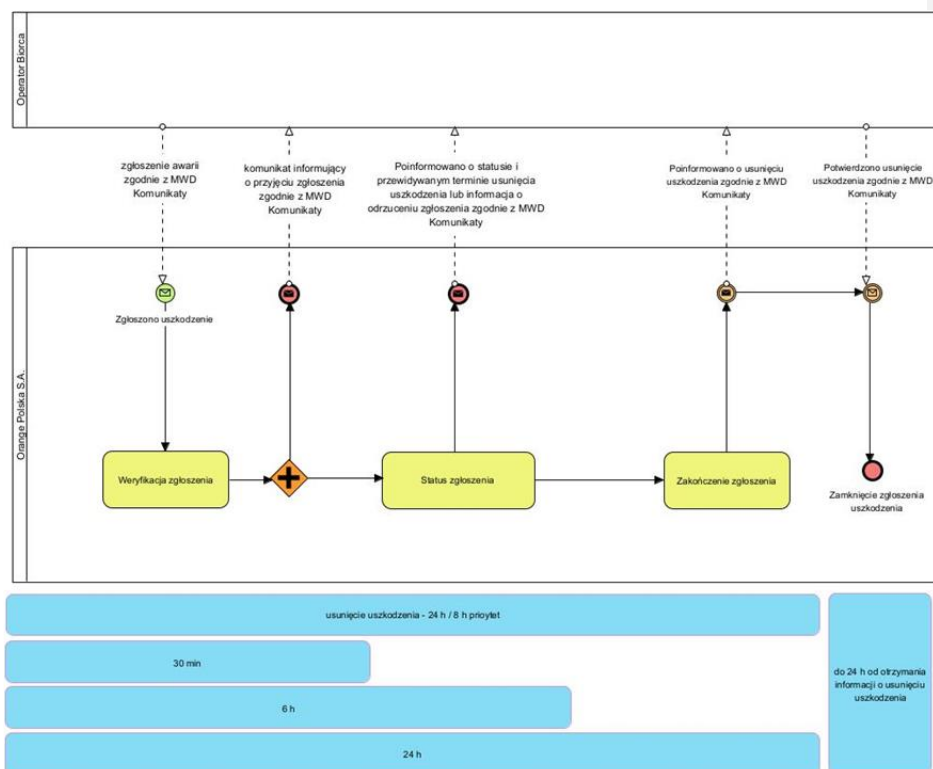 Operator Biorca
zgłoszenie awarii
zgodnie z MWD
Komunikaty
komunikat informujący
o przyjęciu zgłoszenia
zgodnie z MWD
Komunikaty
Poinformowano o statusie i
przewidywanym terminie usunięcia
uszkodzenia lub informacja o
odrzuceniu zgłoszenia zgodnie z MWD
Komunikaty
Poinformowano o usunięciu
uszkodzenia zgodnie z MWD
Komunikaty
Potwierdzono usunięcie
uszkodzenia zgodnie z MWD
Komunikaty
Orange Polska S.A.
Zgłoszono uszkodzenie
Weryfikacja zgłoszenia
Status zgłoszenia
Zakończenie zgłoszenia
Zamknięcie zgłoszenia
uszkodzenia
usunięcie uszkodzenia - 24 h / 8 h prioytet
30 min
6 h
24 h
do 24 h od otrzymania
informacji o usunięciu
uszkodzenia